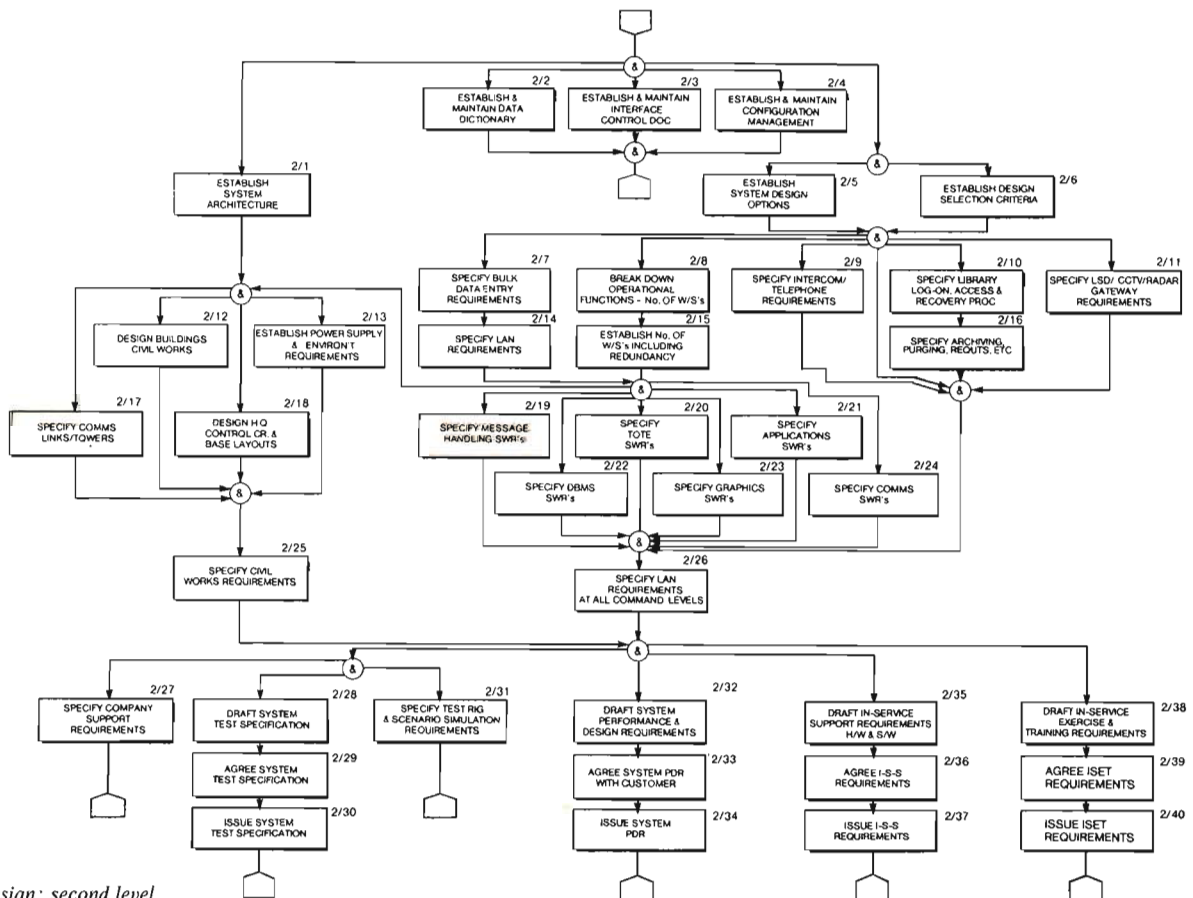 &
2/2
ESTABLISH &
MAINTAIN DATA
DICTIONARY
2/3
ESTABLISH & MAINTAIN
INTERFACE
CONTROL DOC
2/4
ESTABLISH & MAINTAIN
CONFIGURATION
MANAGEMENT
&
&
2/1
ESTABLISH
SYSTEM
ARCHITECTURE
2/5
ESTABLISH
SYSTEM DESIGN
OPTIONS
2/6
ESTABLISH DESIGN
SELECTION CRITERIA
&
2/7
SPECIFY BULK
DATA ENTRY
REQUIREMENTS
2/8
BREAK DOWN
OPERATIONAL
FUNCTIONS - No. OF W/S's
2/9
SPECIFY INTERCOM/
TELEPHONE
REQUIREMENTS
2/10
SPECIFY LIBRARY
LOG-ON, ACCESS &
RECOVERY PROC
2/11
SPECIFY LSD/ CCTV/RADAR
GATEWAY
REQUIREMENTS
&
2/12
DESIGN BUILDINGS
CIVIL WORKS
2/13
ESTABLISH POWER SUPPLY
& ENVIRON'T
REQUIREMENTS
2/14
SPECIFY LAN
REQUIREMENTS
2/15
ESTABLISH No. OF
W/S's INCLUDING
REDUNDANCY
2/16
SPECIFY ARCHIVING,
PURGING, REQUTS, ETC
&
&
2/17
SPECIFY COMMS
LINKS/TOWERS
2/18
DESIGN H Q
CONTROL CR. &
BASE LAYOUTS
2/19
SPECIFY MESSAGE
HANDLING SWR's
2/20
SPECIFY
TOTE
SWR's
2/21
SPECIFY
APPLICATIONS
SWR's
2/22
SPECIFY DBMS
SWR's
2/23
SPECIFY GRAPHICS
SWR's
2/24
SPECIFY COMMS
SWR's
&
&
2/25
SPECIFY CIVIL
WORKS REQUIREMENTS
2/26
SPECIFY LAN
REQUIREMENTS
AT ALL COMMAND LEVELS
&
&
2/27
SPECIFY COMPANY
SUPPORT
REQUIREMENTS
2/28
DRAFT SYSTEM
TEST SPECIFICATION
2/31
SPECIFY TEST RIG
& SCENARIO SIMULATION
REQUIREMENTS
2/32
DRAFT SYSTEM
PERFORMANCE &
DESIGN REQUIREMENTS
2/35
DRAFT IN-SERVICE
SUPPORT REQUIREMENTS
H/W & S/W
2/38
DRAFT IN-SERVICE
EXERCISE &
TRAINING REQUIREMENTS
2/29
AGREE SYSTEM
TEST SPECIFICATION
2/33
AGREE SYSTEM PDR
WITH CUSTOMER
2/36
AGREE I-S-S
REQUIREMENTS
2/39
AGREE ISET
REQUIREMENTS
2/30
ISSUE SYSTEM
TEST SPECIFICATION
2/34
ISSUE SYSTEM
PDR
2/37
ISSUE I-S-S
REQUIREMENTS
2/40
ISSUE ISET
REQUIREMENTS
sign: second level